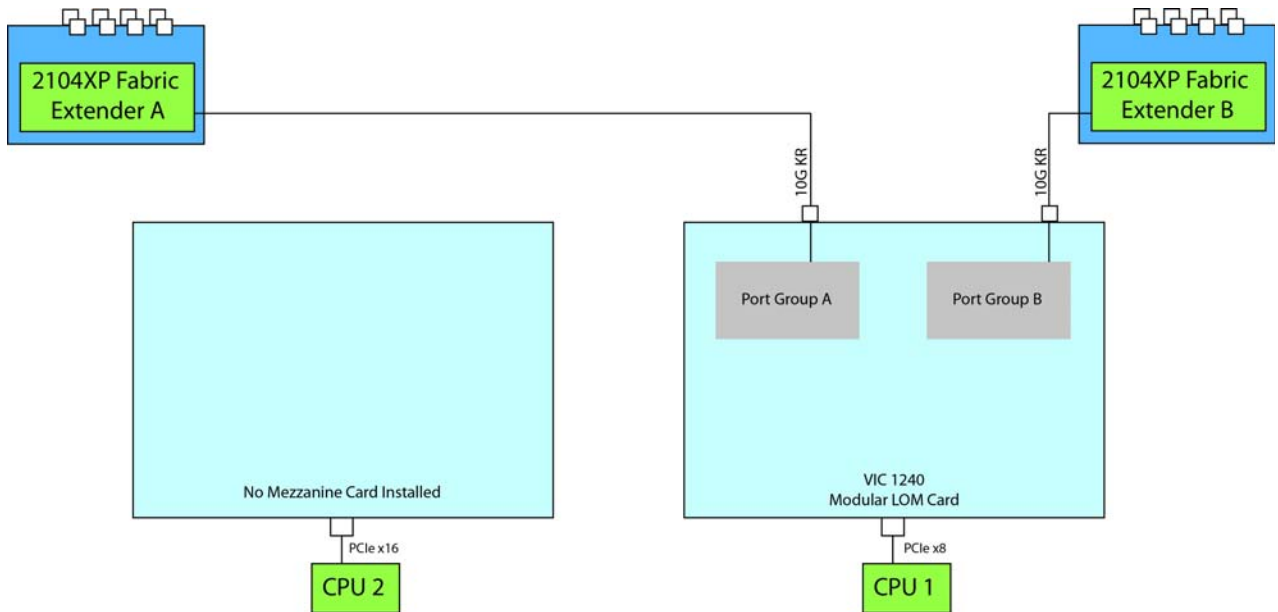 2104XP Fabric
Extender A
2104XP Fabric
Extender B
10G KR
10G KR
Port Group A
Port Group B
No Mezzanine Card Installed
VIC 1240
Modular LOM Card
PCIe x16
PCIe x8
CPU 2
CPU 1